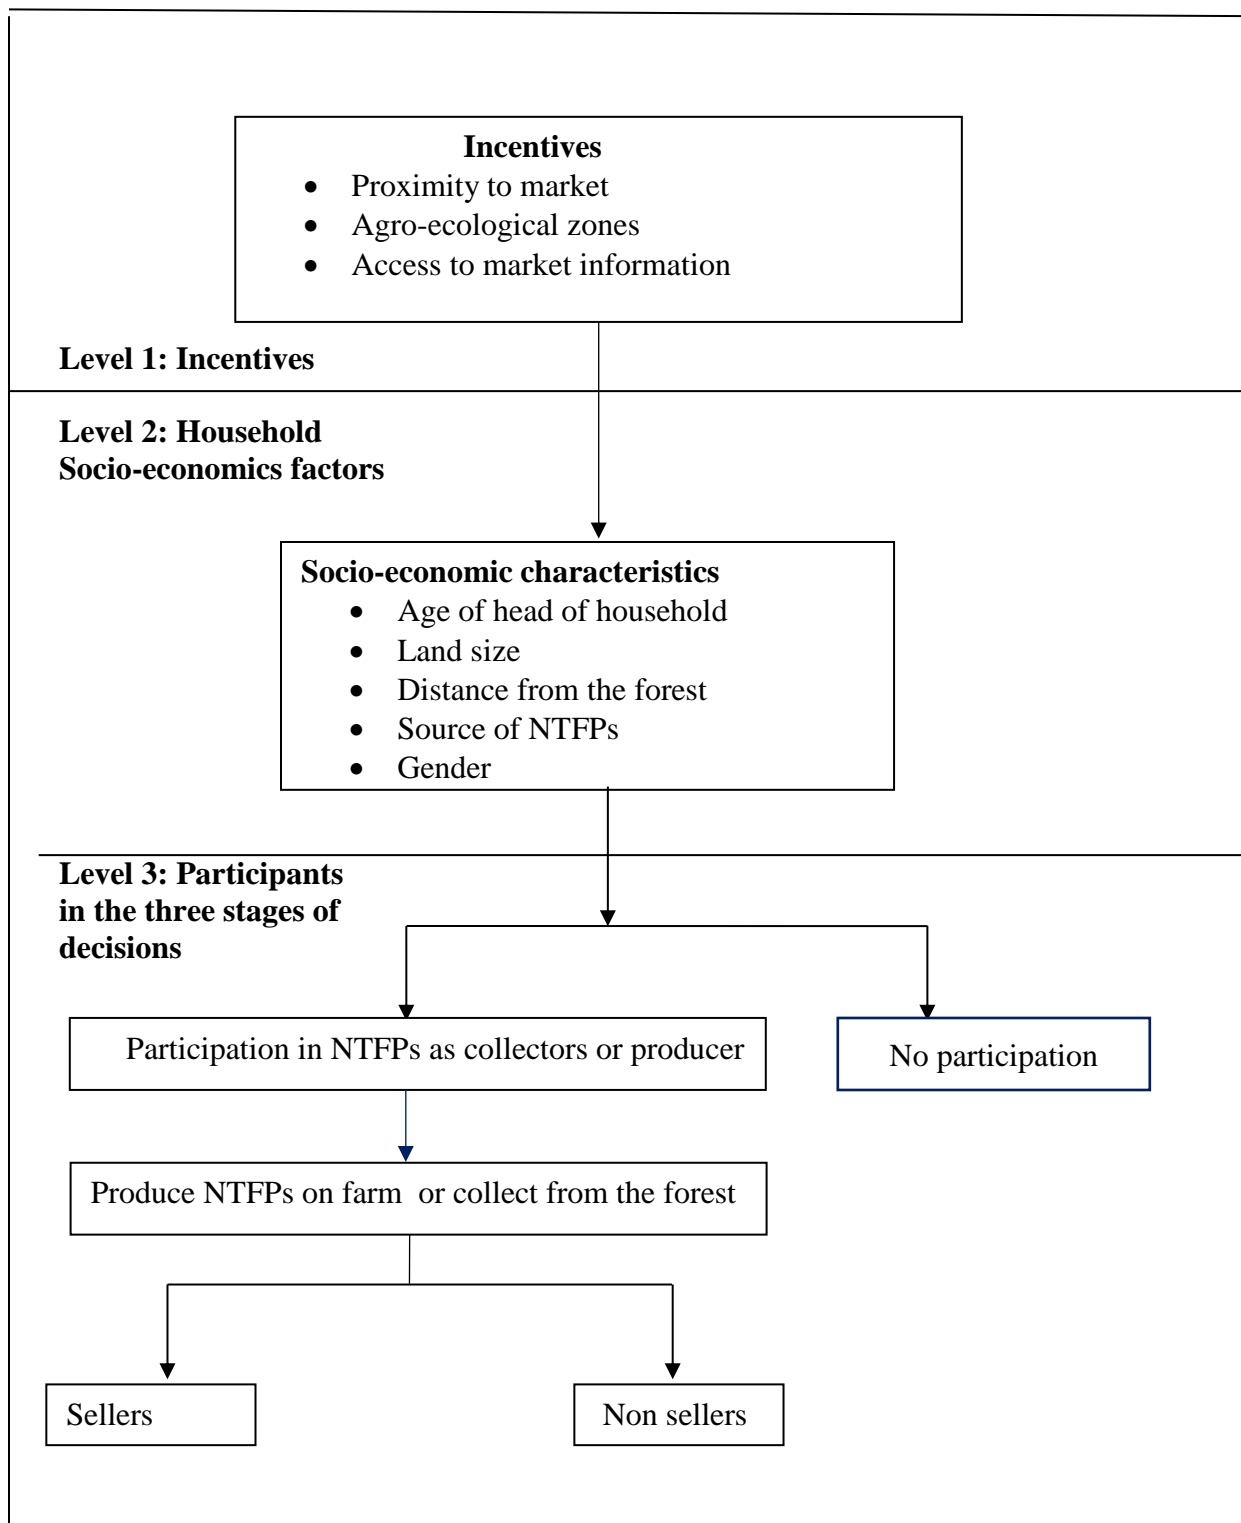 Incentives
• Proximity to market
• Agro-ecological zones
• Access to market information
Level 1: Incentives
Level 2: Household
Socio-economics factors
Socio-economic characteristics
• Age of head of household
• Land size
• Distance from the forest
• Source of NTFPs
• Gender
Level 3: Participants
in the three stages of
decisions
Participation in NTFPs as collectors or producer
No participation
Produce NTFPs on farm or collect from the forest
Sellers
Non sellers